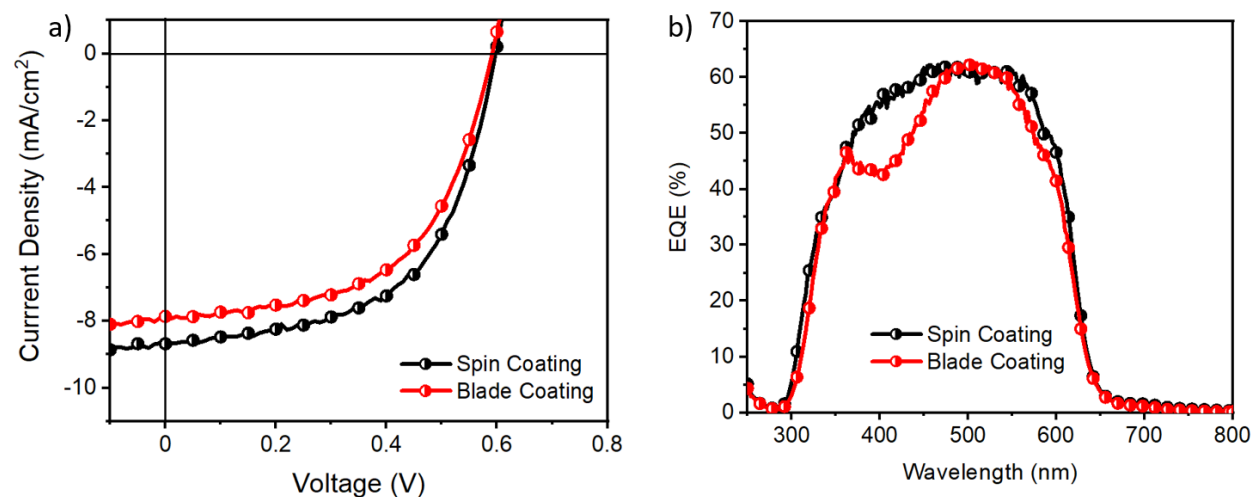 a)
Currrent Density (mA/cm²)
0
-2
-4
-6
-8
-10
0
0.2
0.4
0.6
0.8
Voltage (V)
Spin Coating
Blade Coating
b)
EQE (%)
70
60
50
40
30
20
10
0
300
400
500
600
700
800
Wavelength (nm)
Spin Coating
Blade Coating